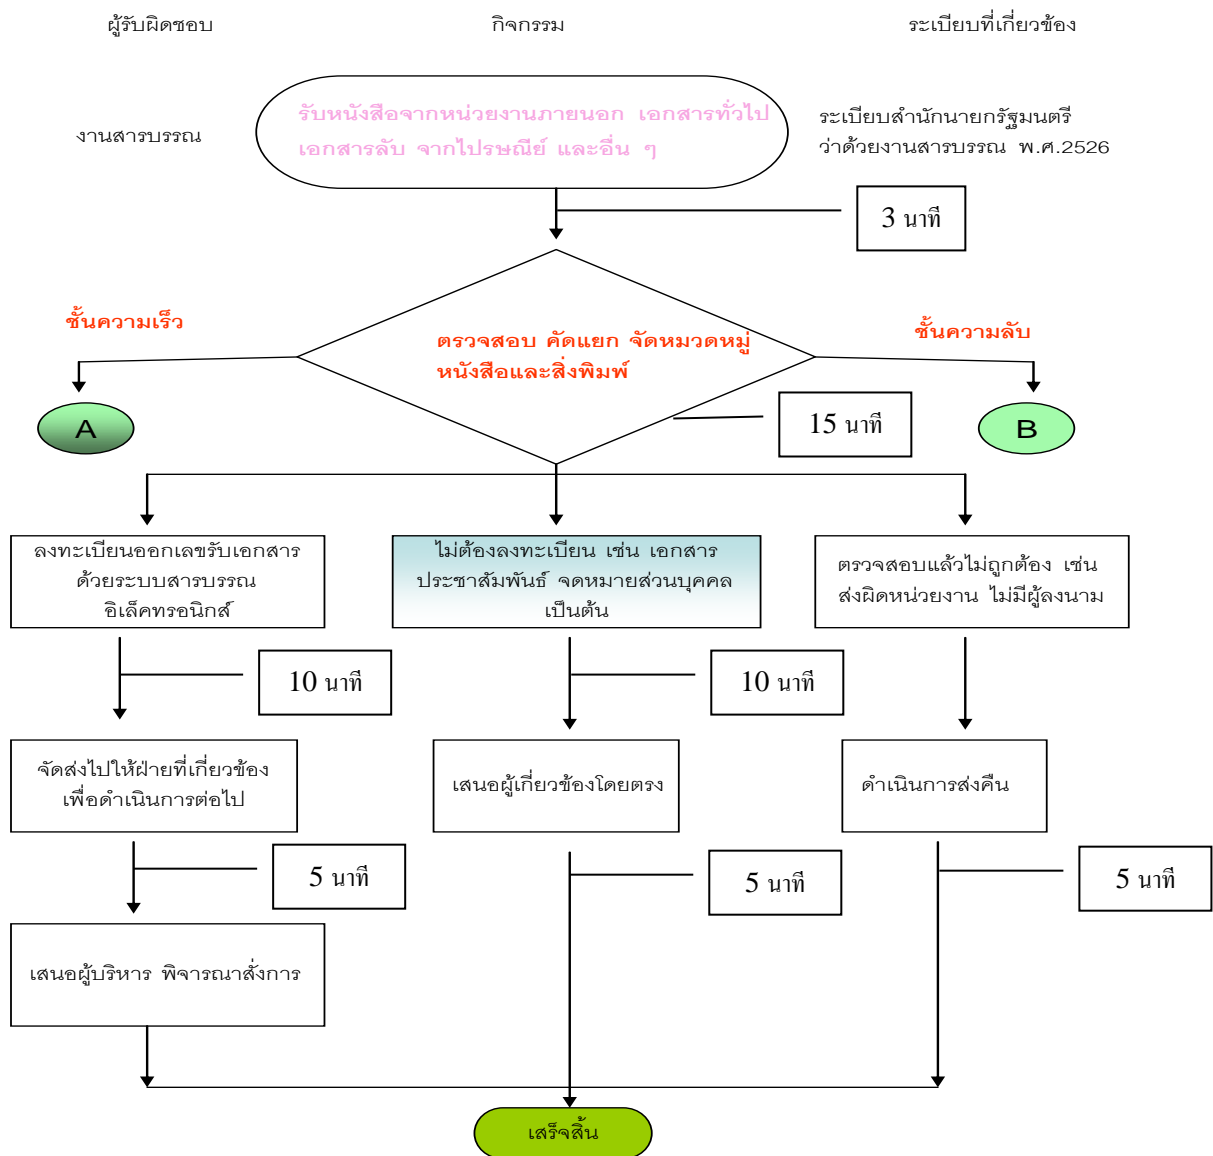 ผู้รับผิดชอบ
กิจกรรม
ระเบียบที่เกี่ยวข้อง
งานสารบรรณ
รับหนังสือจากหน่วยงานภายนอก เอกสารทั่วไป
เอกสารลับ จากไปรษณีย์ และอื่น ๆ
ระเบียบสำนักนายกรัฐมนตรี
ว่าด้วยงานสารบรรณ พ.ศ.2526
3 นาที
ชั้นความเร็ว
ตรวจสอบ คัดแยก จัดหมวดหมู่
หนังสือและสิ่งพิมพ์
ชั้นความลับ
A
15 นาที
B
ลงทะเบียนออกเลขรับเอกสาร
ด้วยระบบสารบรรณ
อิเล็คทรอนิกส์
ไม่ต้องลงทะเบียน เช่น เอกสาร
ประชาสัมพันธ์ จดหมายส่วนบุคคล
เป็นต้น
ตรวจสอบแล้วไม่ถูกต้อง เช่น
ส่งผิดหน่วยงาน ไม่มีผู้ลงนาม
10 นาที
10 นาที
จัดส่งไปให้ฝ่ายที่เกี่ยวข้อง
เพื่อดำเนินการต่อไป
เสนอผู้เกี่ยวข้องโดยตรง
ดำเนินการส่งคืน
5 นาที
5 นาที
5 นาที
เสนอผู้บริหาร พิจารณาสั่งการ
เสร็จสิ้น